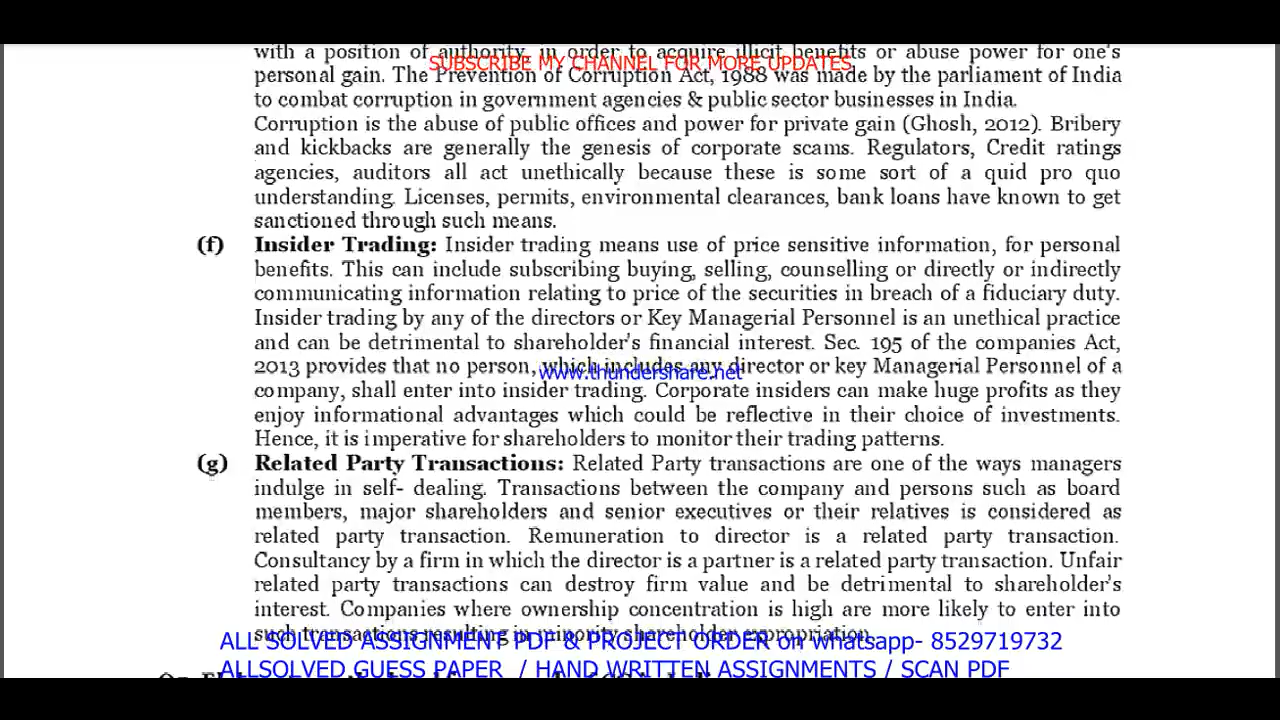 with a position of authority, in order to acquire illicit benefits or abuse power for one's
SUBSCRIBE MY CHANNEL FOR MORE UPDATES
personal gain. The Prevention of Corruption Act, 1988 was made by the parliament of India
to combat corruption in government agencies & public sector businesses in India.
Corruption is the abuse of public offices and power for private gain (Ghosh, 2012). Bribery
and kickbacks are generally the genesis of corporate scams. Regulators, Credit ratings
agencies, auditors all act unethically because these is some sort of a quid pro quo
understanding. Licenses, permits, environmental clearances, bank loans have known to get
sanctioned through such means.
(f) Insider Trading: Insider trading means use of price sensitive information, for personal
benefits. This can include subscribing buying, selling, counselling or directly or indirectly
communicating information relating to price of the securities in breach of a fiduciary duty.
Insider trading by any of the directors or Key Managerial Personnel is an unethical practice
and can be detrimental to shareholder's financial interest. Sec. 195 of the companies Act,
2013 provides that no person, which includes any director or key Managerial Personnel of a
www.thundershare.net
company, shall enter into insider trading. Corporate insiders can make huge profits as they
enjoy informational advantages which could be reflective in their choice of investments.
Hence, it is imperative for shareholders to monitor their trading patterns.
(g) Related Party Transactions: Related Party transactions are one of the ways managers
indulge in self- dealing. Transactions between the company and persons such as board
members, major shareholders and senior executives or their relatives is considered as
related party transaction. Remuneration to director is a related party transaction.
Consultancy by a firm in which the director is a partner is a related party transaction. Unfair
related party transactions can destroy firm value and be detrimental to shareholder's
interest. Companies where ownership concentration is high are more likely to enter into
such transactions resulting in minority shareholder expropriation.
ALL SOLVED ASSIGNMENT PDF & PROJECT ORDER on whatsapp- 8529719732
ALLSOLVED GUESS PAPER / HAND WRITTEN ASSIGNMENTS / SCAN PDF